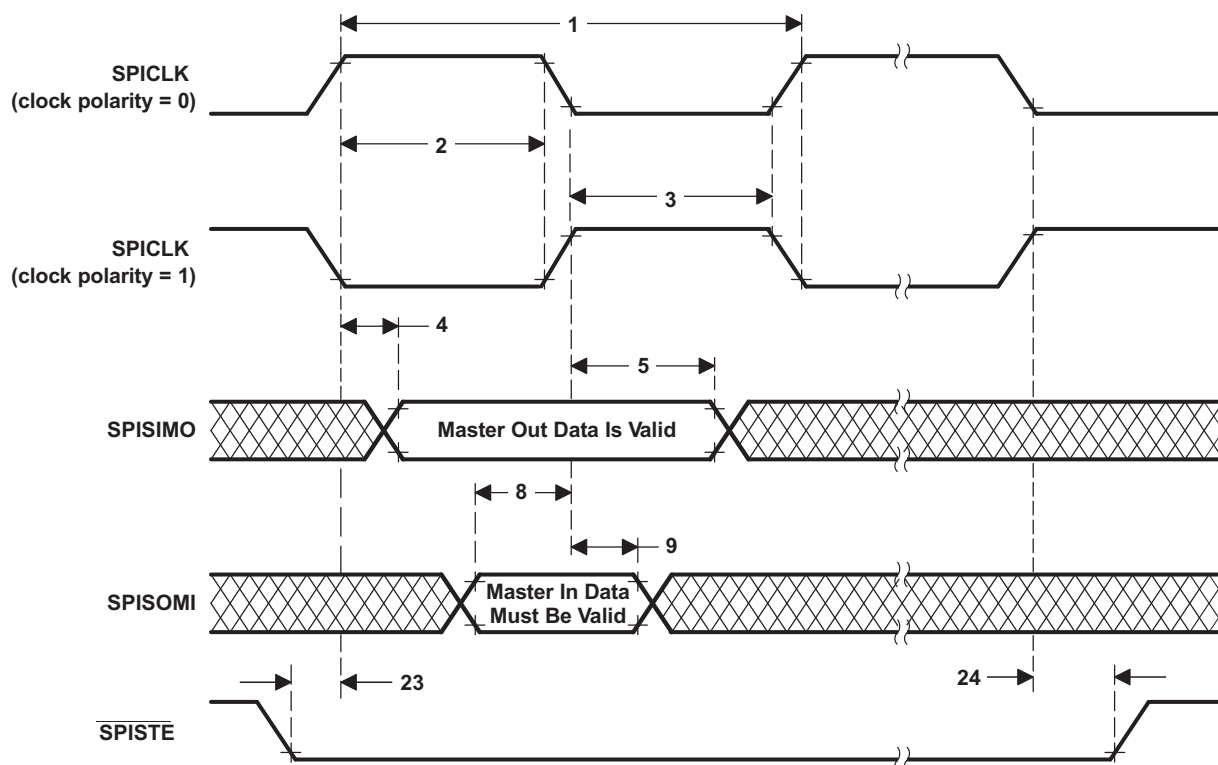 1
SPICLK
(clock polarity = 0)
2
3
SPICLK
(clock polarity = 1)
4
5
SPISIMO
Master Out Data Is Valid
8
9
SPISOMI
Master In Data
Must Be Valid
23
24
SPISTE